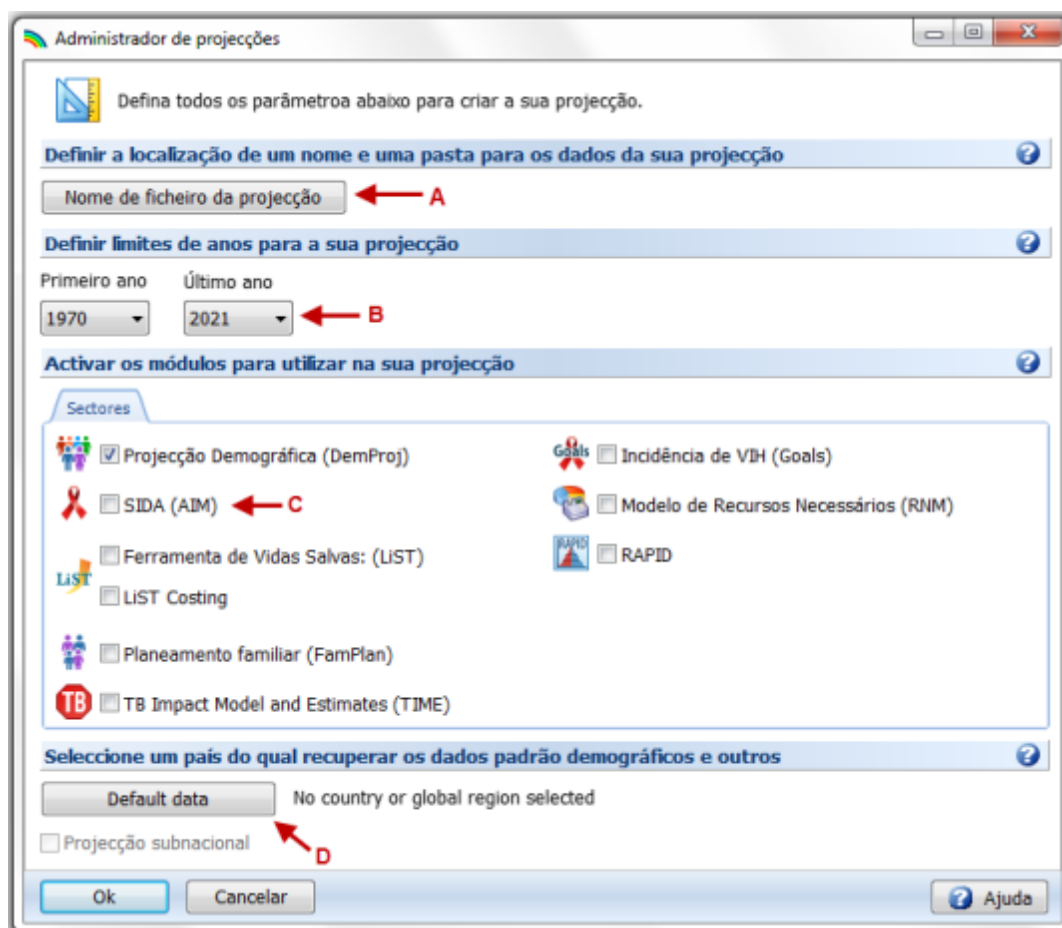 Administrador de projecções
Defina todos os parâmetroa abaixo para criar a sua projecção.
Definir a localização de um nome e uma pasta para os dados da sua projecção
Nome de ficheiro da projecção A
Definir limites de anos para a sua projecção
Primeiro ano Último ano
1970 2021 B
Activar os módulos para utilizar na sua projecção
Sectores
Projecção Demográfica (DemProj)
Goals Incidência de VIH (Goals)
SIDA (AIM) C
Modelo de Recursos Necessários (RNM)
Ferramenta de Vidas Salvas: (LiST)
RAPID RAPID
LiST
LiST Costing
Planeamento familiar (FamPlan)
TB TB Impact Model and Estimates (TIME)
Seleccione um país do qual recuperar os dados padrão demográficos e outros
Default data No country or global region selected
D
Projecção subnacional
Ok Cancelar ? Ajuda